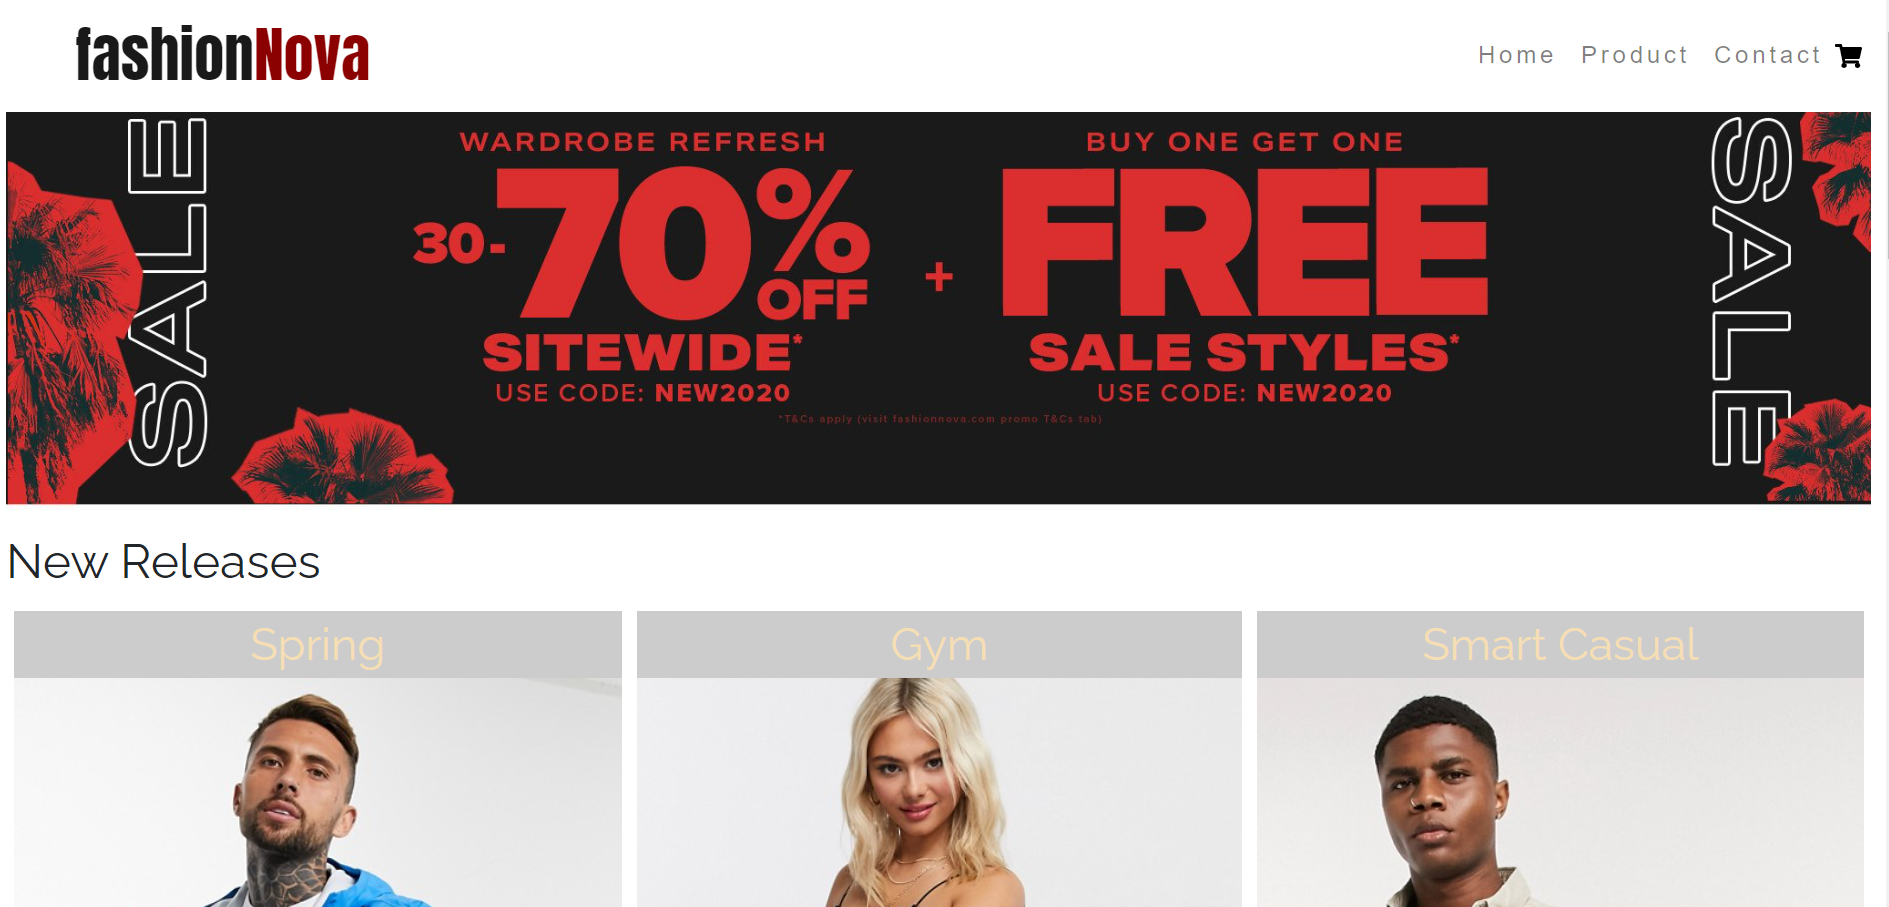 fashionNova
Home Product Contact
SALE
WARDROBE REFRESH
30-70% OFF
SITEWIDE*
USE CODE: NEW2020
+
BUY ONE GET ONE
FREE
SALE STYLES*
USE CODE: NEW2020
*T&Cs apply (visit fashionnova.com promo T&Cs tab)
SALE
New Releases
Spring
Gym
Smart Casual